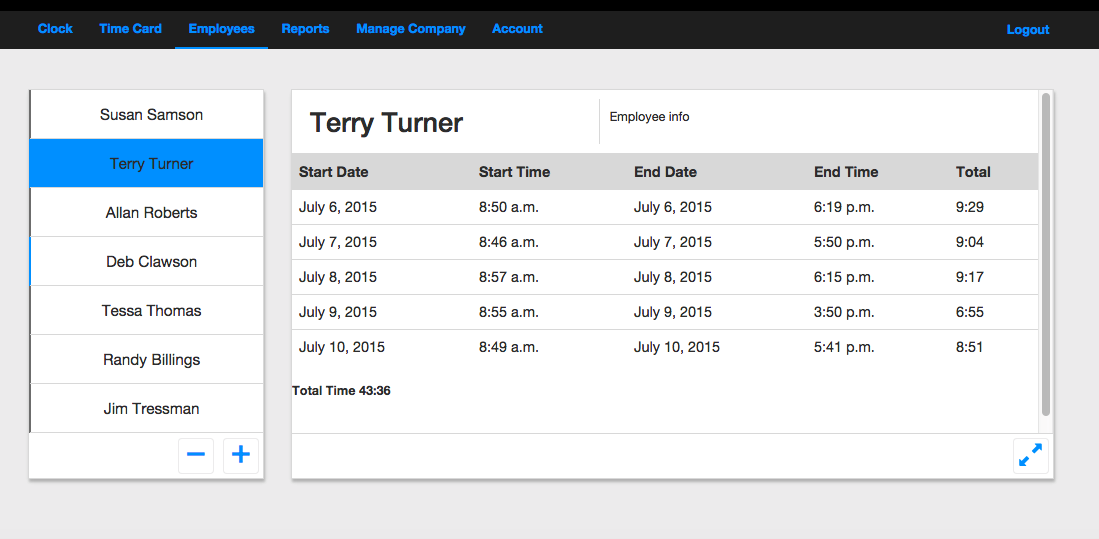 Clock Time Card Employees Reports Manage Company Account Logout
Susan Samson
Terry Turner
Allan Roberts
Deb Clawson
Tessa Thomas
Randy Billings
Jim Tressman
Terry Turner Employee info
Start Date Start Time End Date End Time Total
July 6, 2015 8:50 a.m. July 6, 2015 6:19 p.m. 9:29
July 7, 2015 8:46 a.m. July 7, 2015 5:50 p.m. 9:04
July 8, 2015 8:57 a.m. July 8, 2015 6:15 p.m. 9:17
July 9, 2015 8:55 a.m. July 9, 2015 3:50 p.m. 6:55
July 10, 2015 8:49 a.m. July 10, 2015 5:41 p.m. 8:51
Total Time 43:36